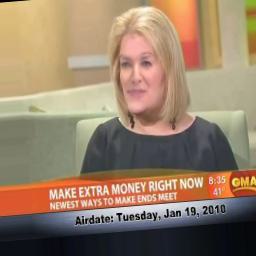 MAKE EXTRA MONEY RIGHT NOW 8:35
NEWEST WAYS TO MAKE ENDS MEET 41°
GMA
Airdate: Tuesday, Jan 19, 2010